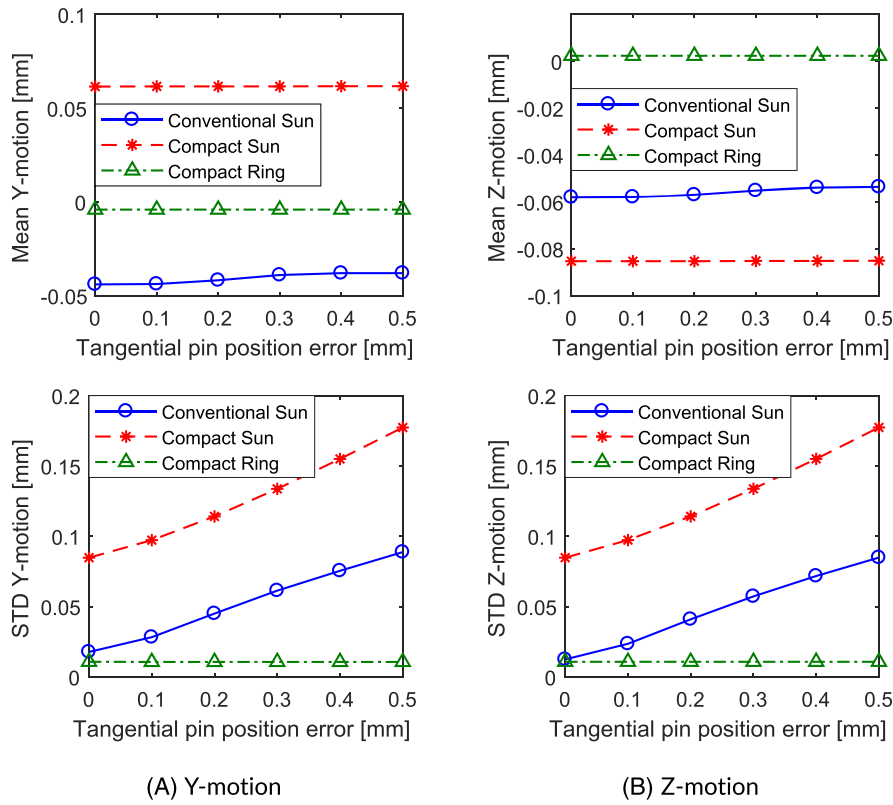 0.1
0.05
0
-0.05
Mean Y-motion [mm]
Conventional Sun
Compact Sun
Compact Ring
0 0.1 0.2 0.3 0.4 0.5
Tangential pin position error [mm]
0
-0.02
-0.04
-0.06
-0.08
-0.1
Mean Z-motion [mm]
Conventional Sun
Compact Sun
Compact Ring
0 0.1 0.2 0.3 0.4 0.5
Tangential pin position error [mm]
0.2
0.15
0.1
0.05
0
STD Y-motion [mm]
Conventional Sun
Compact Sun
Compact Ring
0 0.1 0.2 0.3 0.4 0.5
Tangential pin position error [mm]
0.2
0.15
0.1
0.05
0
STD Z-motion [mm]
Conventional Sun
Compact Sun
Compact Ring
0 0.1 0.2 0.3 0.4 0.5
Tangential pin position error [mm]
(A) Y-motion
(B) Z-motion